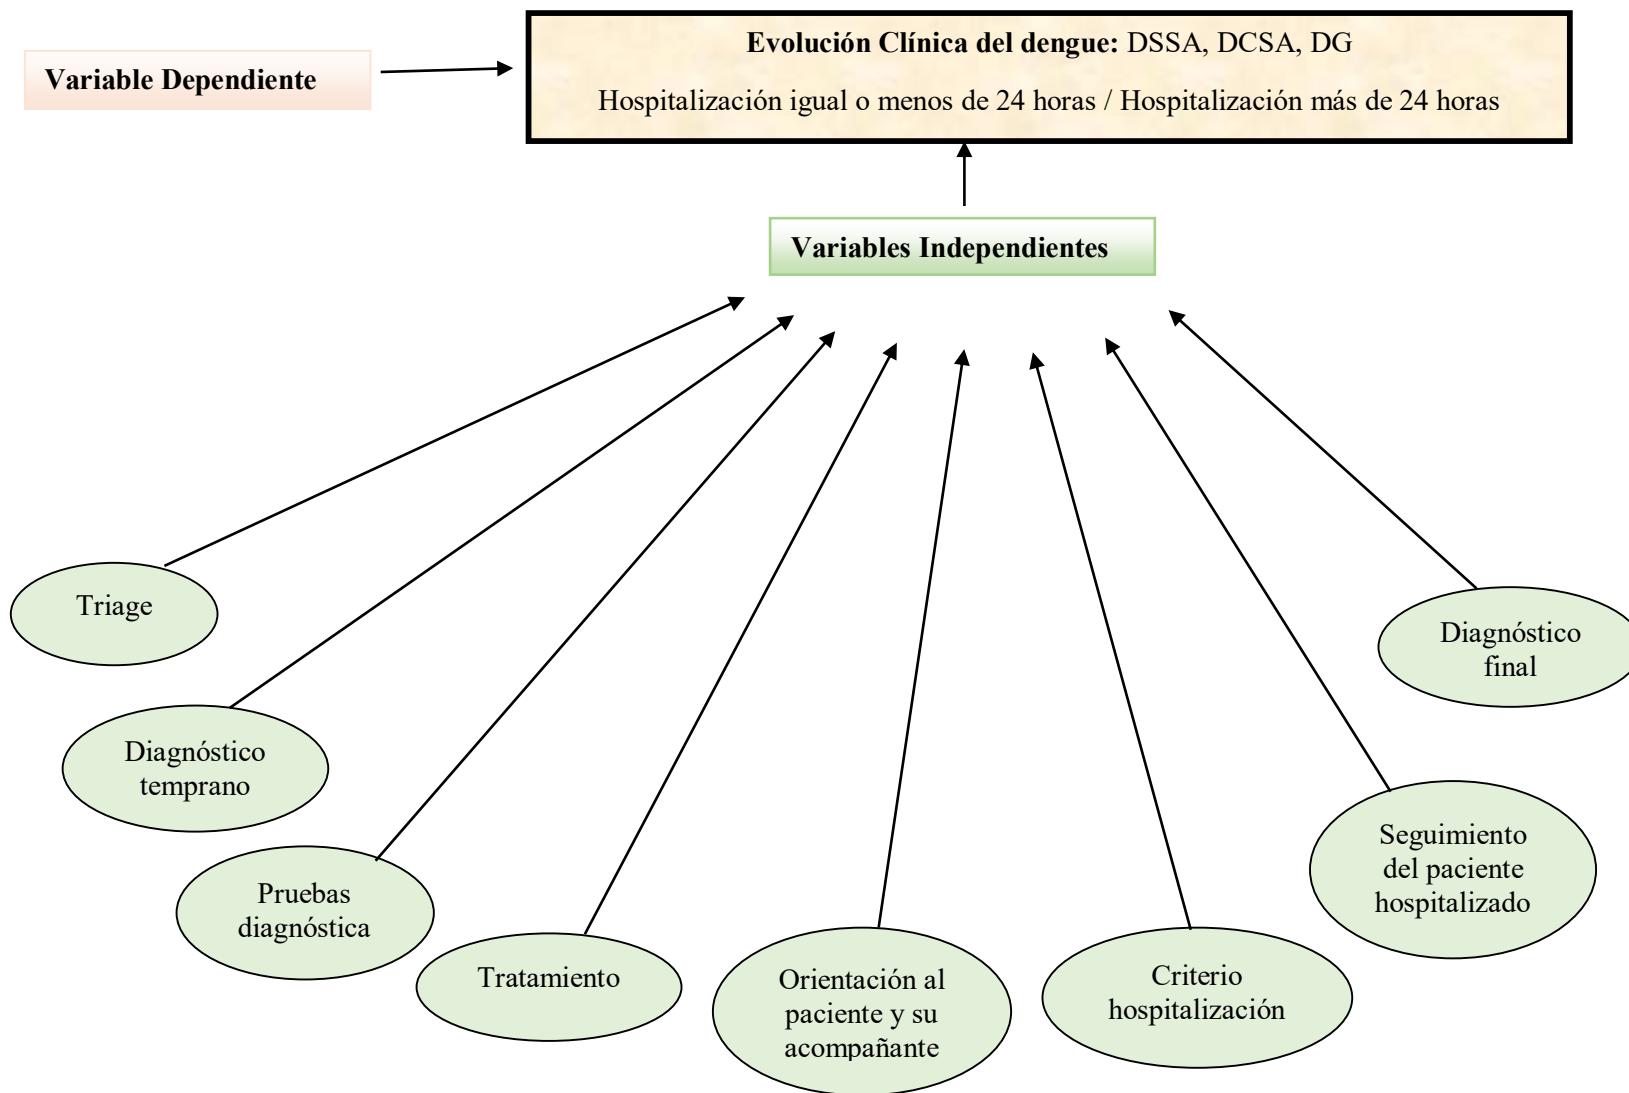 Evolución Clínica del dengue: DSSA, DCSA, DG
Variable Dependiente
Hospitalización igual o menos de 24 horas / Hospitalización más de 24 horas
Variables Independientes
Triage
Diagnóstico
temprano
Pruebas
diagnóstica
Tratamiento
Orientación al
paciente y su
acompañante
Criterio
hospitalización
Seguimiento
del paciente
hospitalizado
Diagnóstico
final